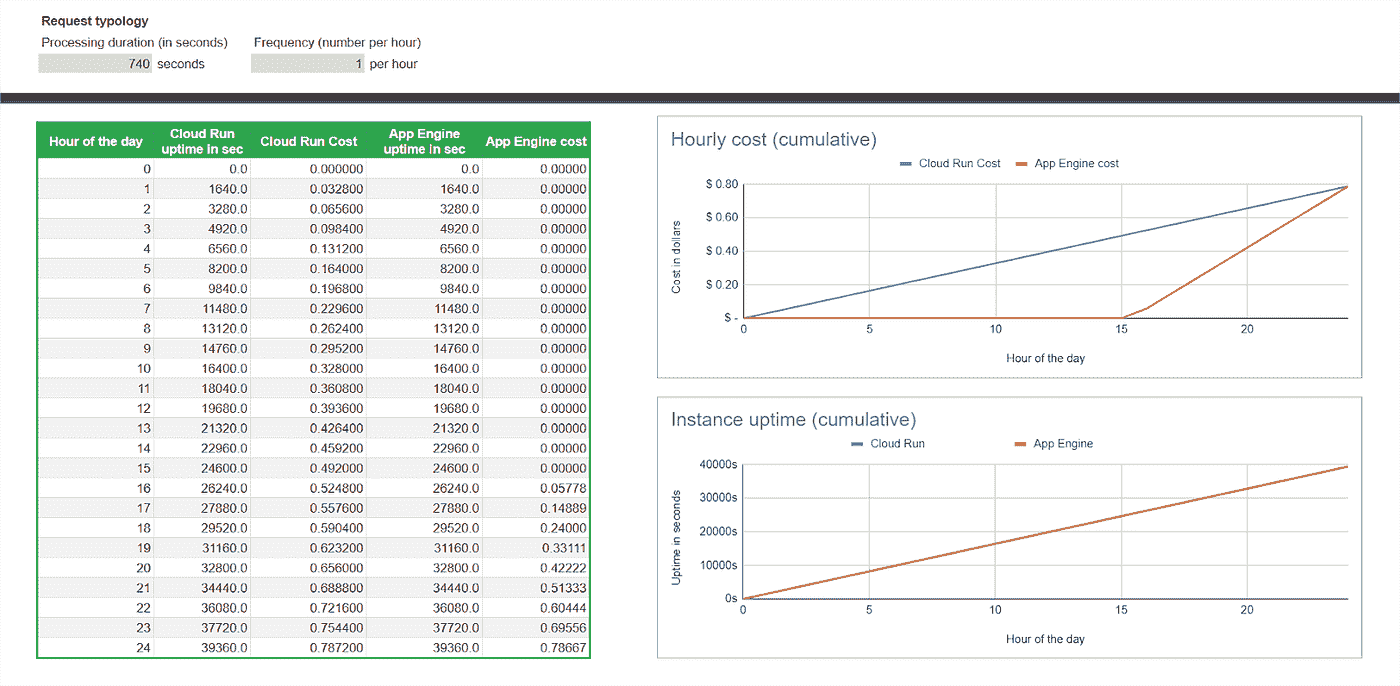 Request typology
Processing duration (in seconds) Frequency (number per hour)
740 seconds 1 per hour
Hour of the day Cloud Run uptime in sec Cloud Run Cost App Engine uptime in sec App Engine cost
0 0.0 0.000000 0.0 0.00000
1 1640.0 0.032800 1640.0 0.00000
2 3280.0 0.065600 3280.0 0.00000
3 4920.0 0.098400 4920.0 0.00000
4 6560.0 0.131200 6560.0 0.00000
5 8200.0 0.164000 8200.0 0.00000
6 9840.0 0.196800 9840.0 0.00000
7 11480.0 0.229600 11480.0 0.00000
8 13120.0 0.262400 13120.0 0.00000
9 14760.0 0.295200 14760.0 0.00000
10 16400.0 0.328000 16400.0 0.00000
11 18040.0 0.360800 18040.0 0.00000
12 19680.0 0.393600 19680.0 0.00000
13 21320.0 0.426400 21320.0 0.00000
14 22960.0 0.459200 22960.0 0.00000
15 24600.0 0.492000 24600.0 0.00000
16 26240.0 0.524800 26240.0 0.05778
17 27880.0 0.557600 27880.0 0.14889
18 29520.0 0.590400 29520.0 0.24000
19 31160.0 0.623200 31160.0 0.33111
20 32800.0 0.656000 32800.0 0.42222
21 34440.0 0.688800 34440.0 0.51333
22 36080.0 0.721600 36080.0 0.60444
23 37720.0 0.754400 37720.0 0.69556
24 39360.0 0.787200 39360.0 0.78667
Hourly cost (cumulative)
Cloud Run Cost App Engine cost
Cost in dollars
$ 0.80
$ 0.60
$ 0.40
$ 0.20
$ -
0 5 10 15 20
Hour of the day
Instance uptime (cumulative)
Cloud Run App Engine
Uptime in seconds
40000s
30000s
20000s
10000s
0s
0 5 10 15 20
Hour of the day